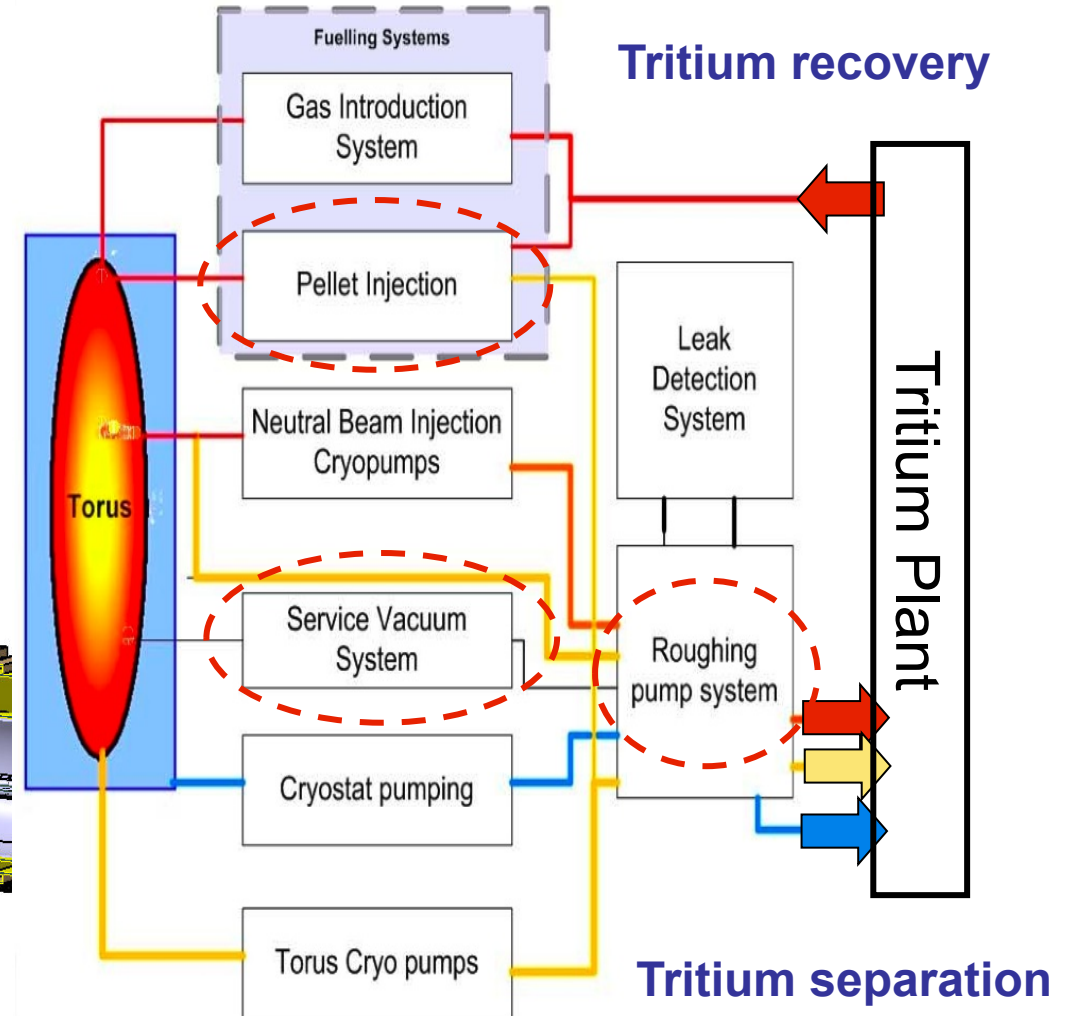 Fuelling Systems
Tritium recovery
Gas Introduction
System
Pellet Injection
Leak
Detection
System
Neutral Beam Injection
Cryopumps
Torus
Tritium Plant
Service Vacuum
System
Roughing
pump system
Cryostat pumping
Torus Cryo pumps
Tritium separation